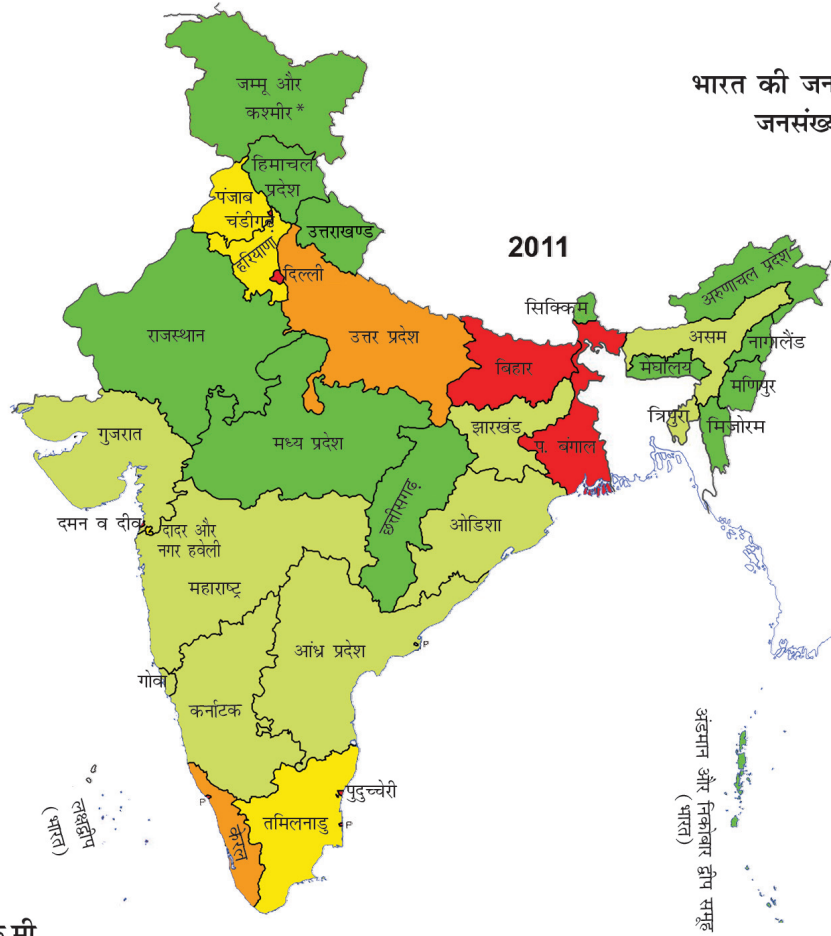 भारत की जन
जनसंख्य
2011
जम्मू और
कश्मीर*
हिमाचल
प्रदेश
पंजाब
चंडीगढ़
उत्तराखण्ड
हरियाणा
दिल्ली
राजस्थान
उत्तर प्रदेश
बिहार
सिक्किम
अरुणाचल प्रदेश
असम
नागालैंड
मेघालय
मणिपुर
त्रिपुरा
मिज़ोरम
गुजरात
मध्य प्रदेश
झारखंड
प. बंगाल
छत्तीसगढ़
ओडिशा
दमन व दीव
दादर और
नगर हवेली
महाराष्ट्र
आंध्र प्रदेश
P
गोवा
कर्नाटक
पुदुच्चेरी
P
P
तमिलनाडु
केरल
लक्षद्वीप
(भारत)
अंडमान और निकोबार द्वीप समूह
(भारत)
मी